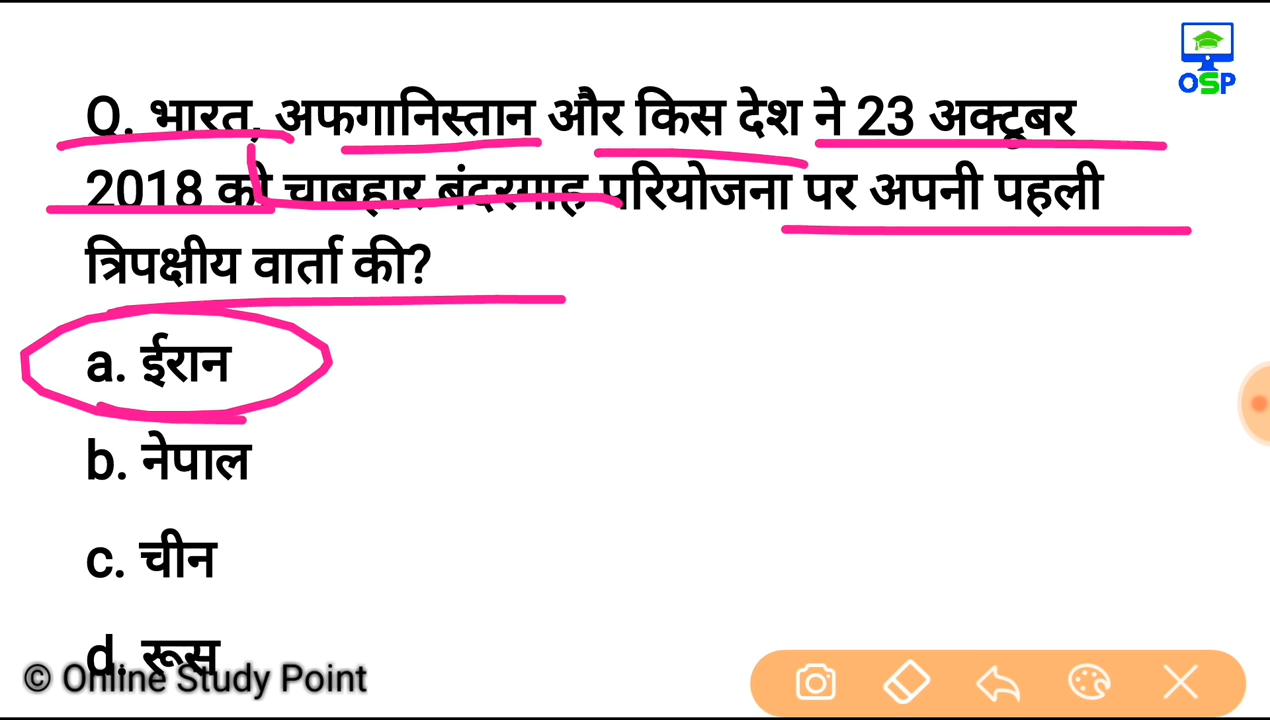 OSP
Q. भारत, अफगानिस्तान और किस देश ने 23 अक्टूबर
2018 को चाबहार बंदरगाह परियोजना पर अपनी पहली
त्रिपक्षीय वार्ता की?
a. ईरान
b. नेपाल
c. चीन
d. रूस
© Online Study Point